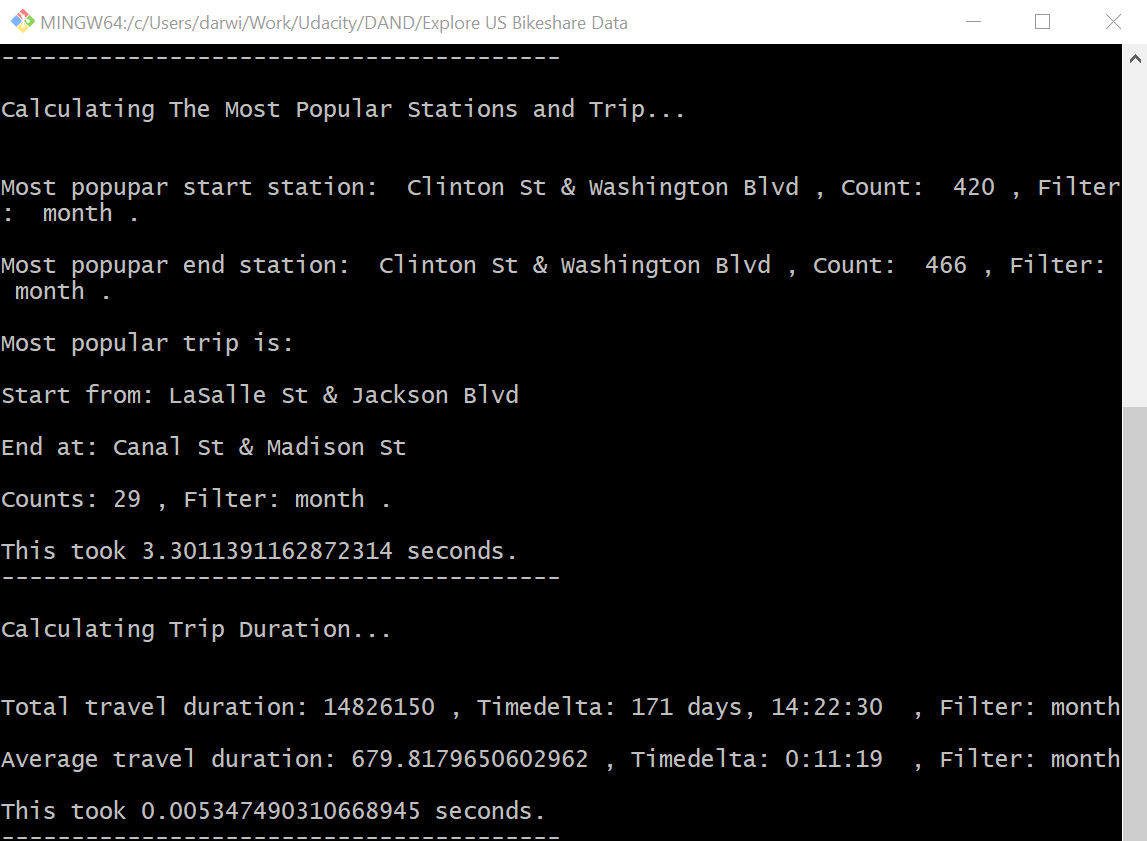 MINGW64:/c/Users/darwi/Work/Udacity/DAND/Explore US Bikeshare Data
----------------------------------------
Calculating The Most Popular Stations and Trip...
Most popupar start station:  Clinton St & Washington Blvd , Count:  420 , Filter
:  month .
Most popupar end station:  Clinton St & Washington Blvd , Count:  466 , Filter:
 month .
Most popular trip is:
Start from: LaSalle St & Jackson Blvd
End at: Canal St & Madison St
Counts: 29 , Filter: month .
This took 3.3011391162872314 seconds.
----------------------------------------
Calculating Trip Duration...
Total travel duration: 14826150 , Timedelta: 171 days, 14:22:30  , Filter: month
Average travel duration: 679.8179650602962 , Timedelta: 0:11:19  , Filter: month
This took 0.005347490310668945 seconds.
----------------------------------------